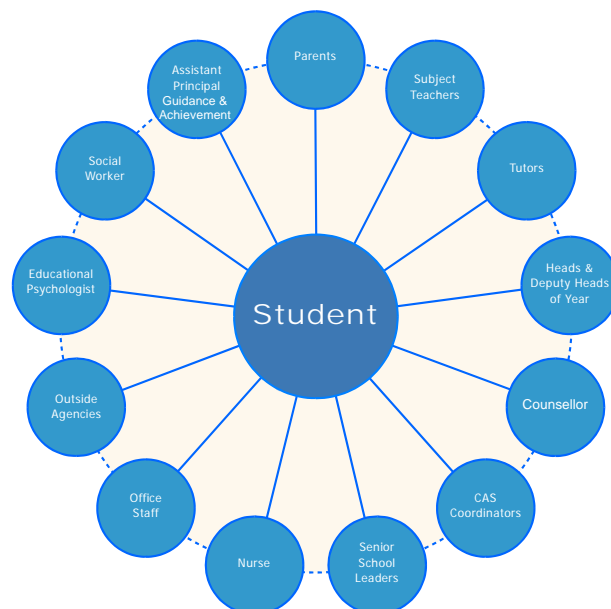 Parents
Assistant
Principal
Guidance &
Achievement
Subject
Teachers
Social
Worker
Tutors
Educational
Psychologist
Heads &
Deputy Heads
of Year
Student
Outside
Agencies
Counsellor
Office
Staff
CAS
Coordinators
Nurse
Senior
School
Leaders